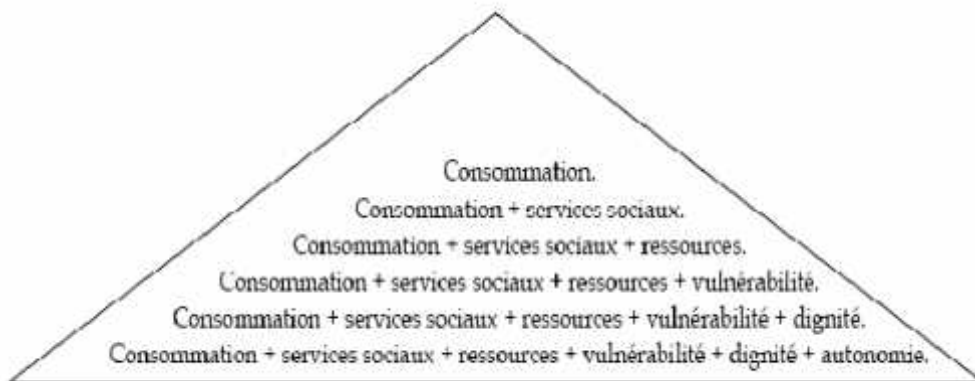 Consommation.
Consommation + services sociaux.
Consommation + services sociaux + ressources.
Consommation + services sociaux + ressources + vulnérabilité.
Consommation + services sociaux + ressources + vulnérabilité + dignité.
Consommation + services sociaux + ressources + vulnérabilité + dignité + autonomie.